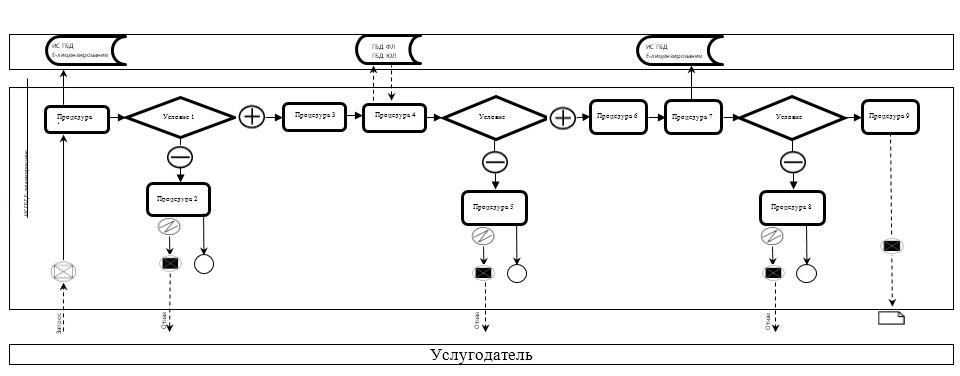 ИС ГБД
Е-лицензирование
ГБД ФЛ
ГБД ЮЛ
ИС ГБД
Е-лицензирование
Процедура
Условие 1
Процедура 3
Процедура 4
Условие
Процедура 6
Процедура 7
Условие
Процедура 9
Процедура 2
Процедура 5
Процедура 8
Запрос
Отказ
Отказ
Отказ
Услугодатель